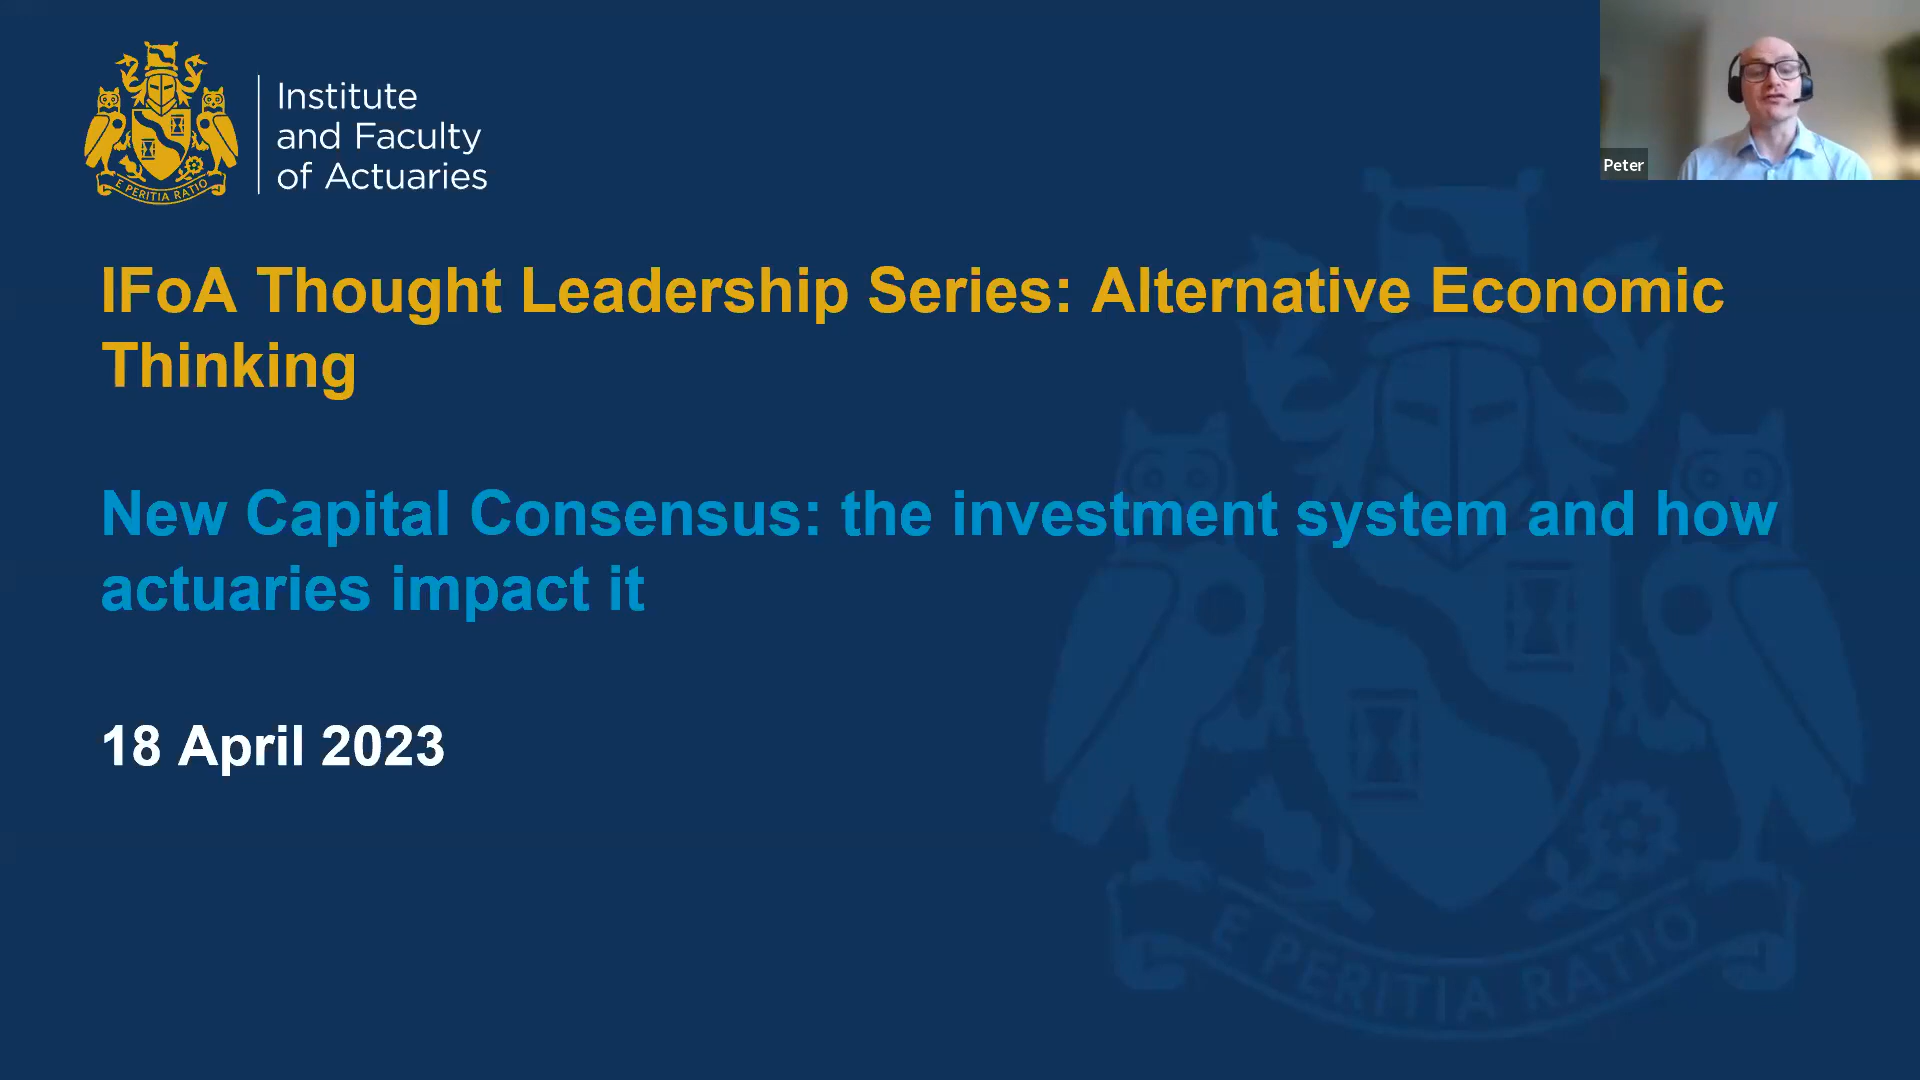 Institute
and Faculty
of Actuaries
E PERITIA RATIO
Peter
IFoA Thought Leadership Series: Alternative Economic
Thinking
New Capital Consensus: the investment system and how
actuaries impact it
18 April 2023
E PERITIA RATIO